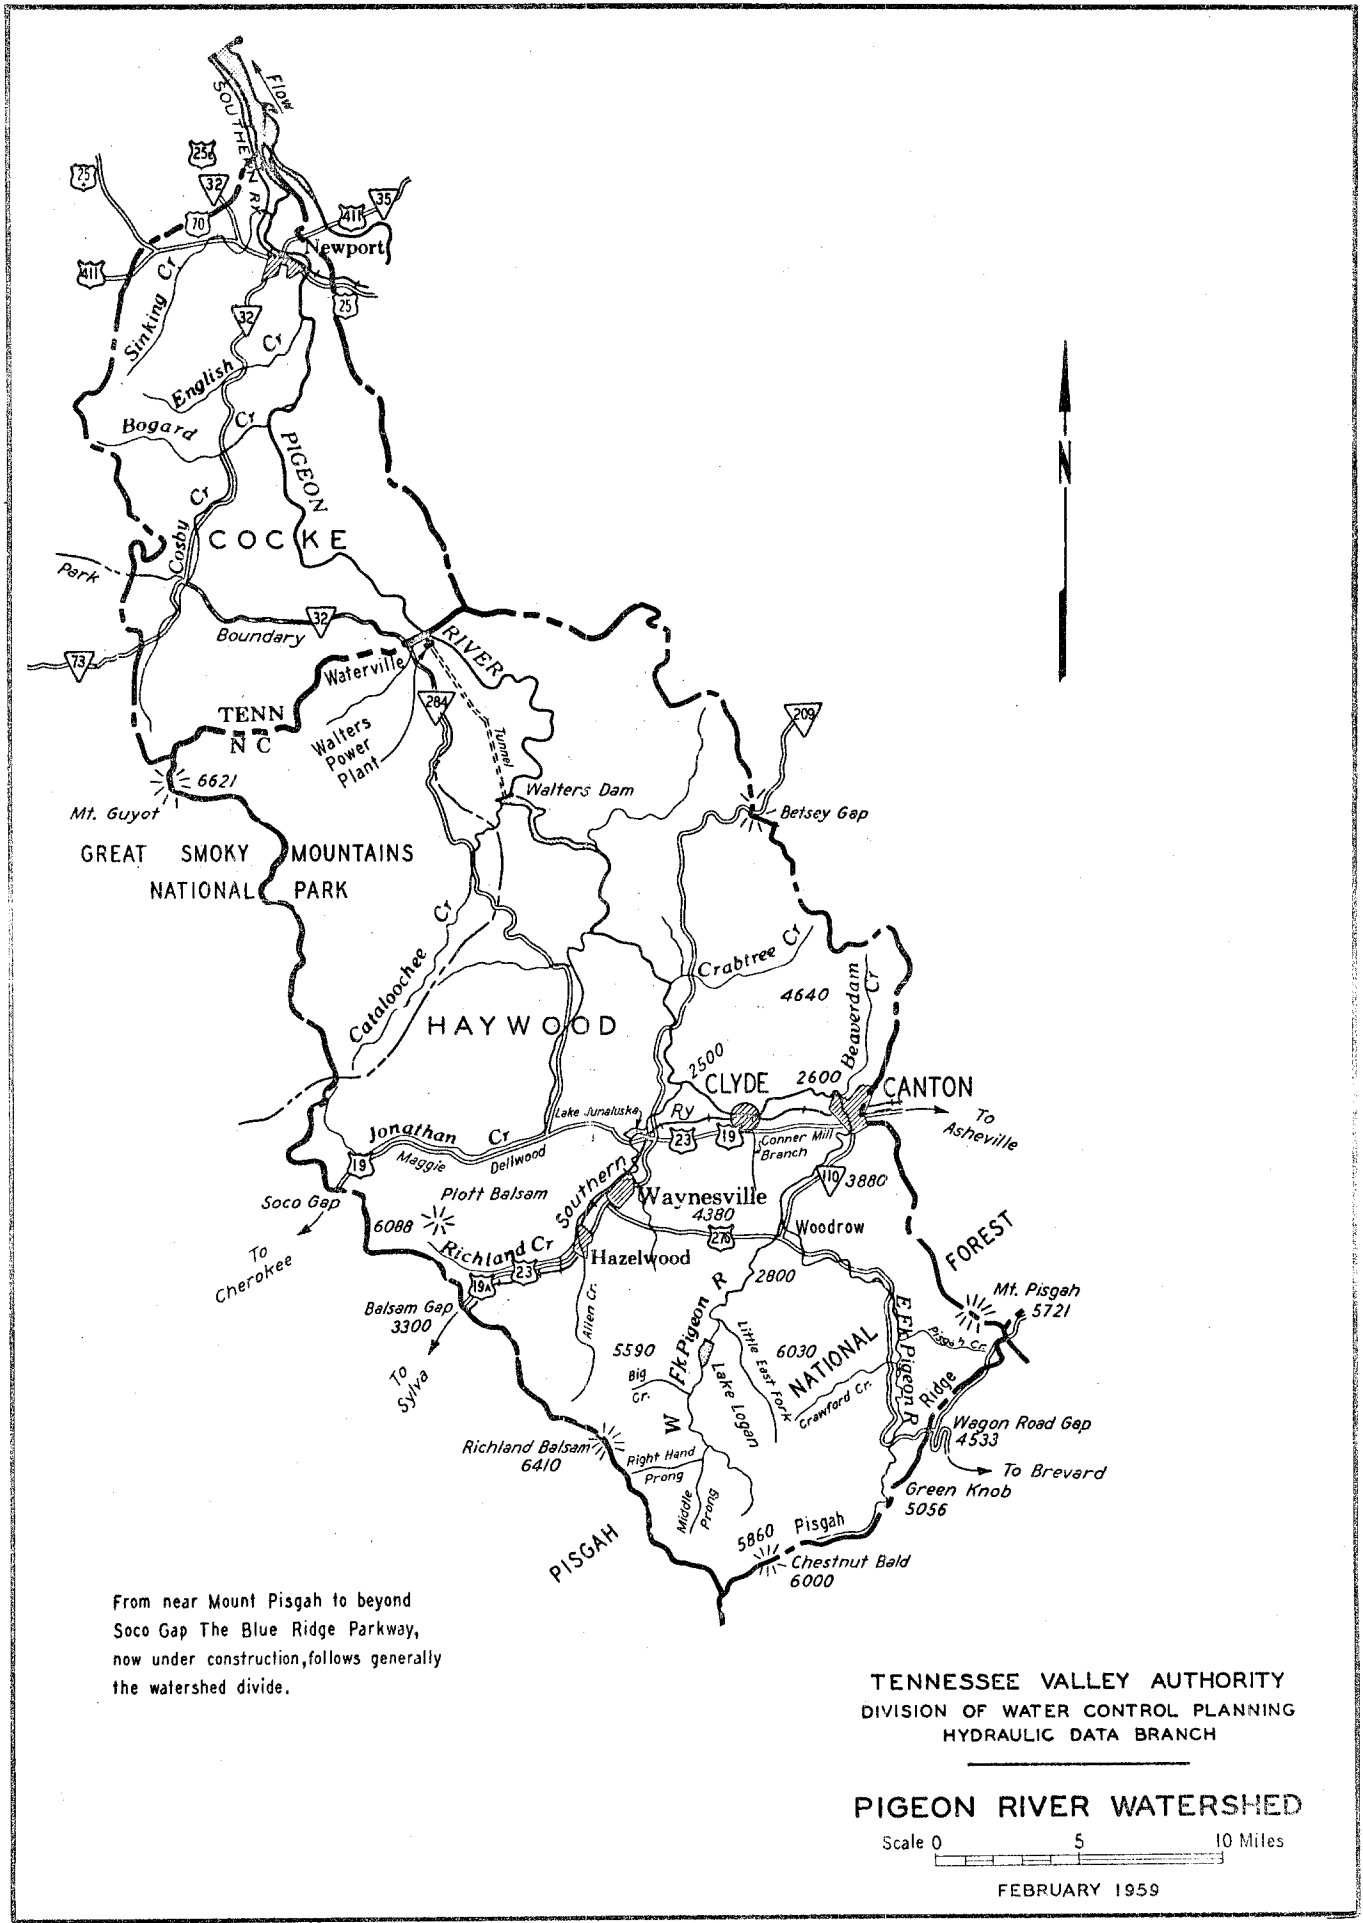 Flow
SOUTHERN RY
25E
25
32
35
70
411
Newport
411
Sinking Cr
25
32
English Cr
Bogard Cr
PIGEON
Cosby Cr
COCKE
Park
Boundary
32
RIVER
73
Waterville
284
TENN
N C
Walters
Power
Plant
Tunnel
209
6621
Mt. Guyot
Walters Dam
Betsey Gap
GREAT SMOKY MOUNTAINS
NATIONAL PARK
Cataloochee Cr
Crabtree Cr
4640
Beaverdam Cr
HAYWOOD
2500
CLYDE
2600
CANTON
Lake Junaluska
Ry
To
Asheville
Jonathan Cr
23
19
Conner Mill
Branch
19
Maggie
Dellwood
110
3880
Soco Gap
Plott Balsam
Southern
Waynesville
4380
6088
276
Woodrow
To
Cherokee
Richland Cr
Hazelwood
FOREST
19A
23
2800
Mt. Pisgah
5721
Balsam Gap
3300
Allen Cr.
W Fk Pigeon R
E Fk Pigeon R
Pisgah Cr.
5590
Little East Fork
6030
NATIONAL
To
Sylva
Big
Cr.
Lake Logan
Crawford Cr.
Ridge
Wagon Road Gap
4533
Richland Balsam
6410
Right Hand
Prong
To Brevard
Middle
Prong
Green Knob
5056
5860
Pisgah
PISGAH
Chestnut Bald
6000
N
From near Mount Pisgah to beyond
Soco Gap The Blue Ridge Parkway,
now under construction, follows generally
the watershed divide.
TENNESSEE VALLEY AUTHORITY
DIVISION OF WATER CONTROL PLANNING
HYDRAULIC DATA BRANCH
PIGEON RIVER WATERSHED
Scale 0 5 10 Miles
FEBRUARY 1959